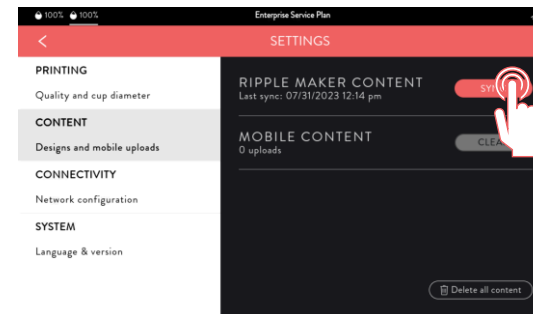 100% 100% Enterprise Service Plan
SETTINGS
PRINTING
Quality and cup diameter
CONTENT
Designs and mobile uploads
CONNECTIVITY
Network configuration
SYSTEM
Language & version
RIPPLE MAKER CONTENT
Last sync: 07/31/2023 12:14 pm
MOBILE CONTENT
0 uploads
Delete all content